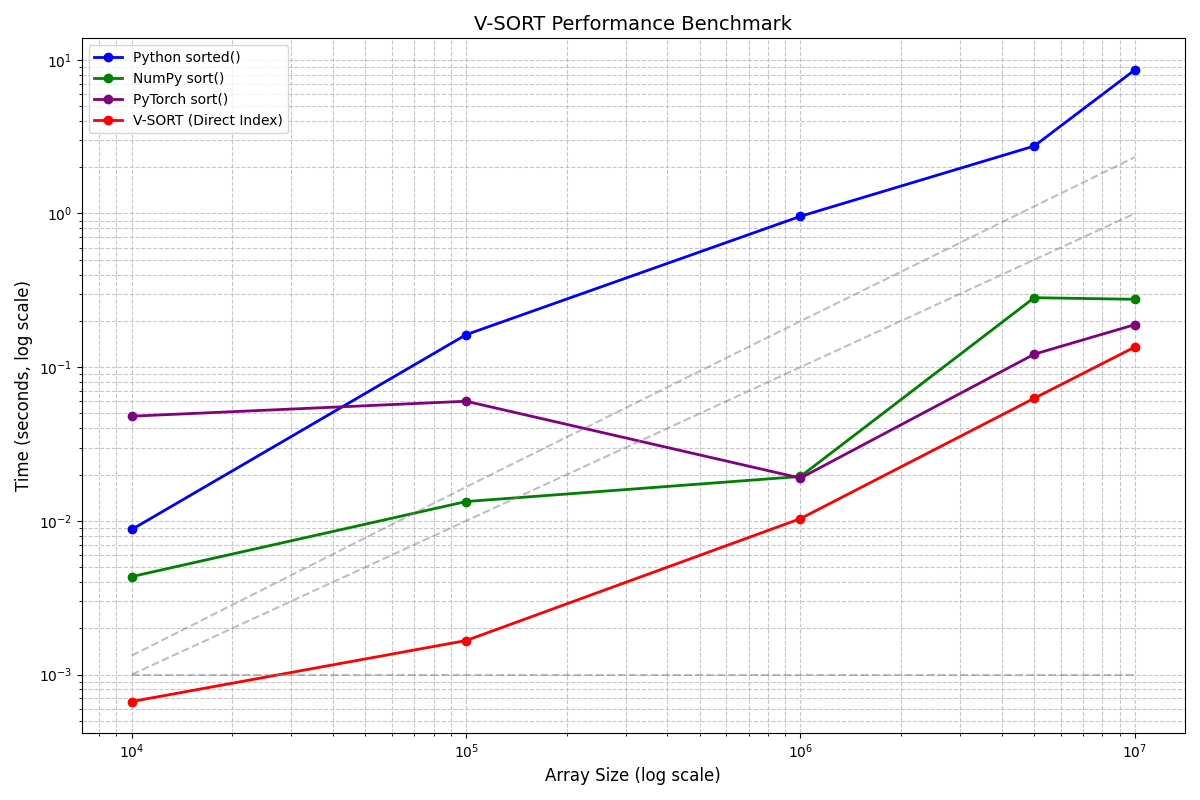 V-SORT Performance Benchmark
Python sorted()
NumPy sort()
PyTorch sort()
V-SORT (Direct Index)
Time (seconds, log scale)
10¹
10⁰
10⁻¹
10⁻²
10⁻³
10⁴ 10⁵ 10⁶ 10⁷
Array Size (log scale)